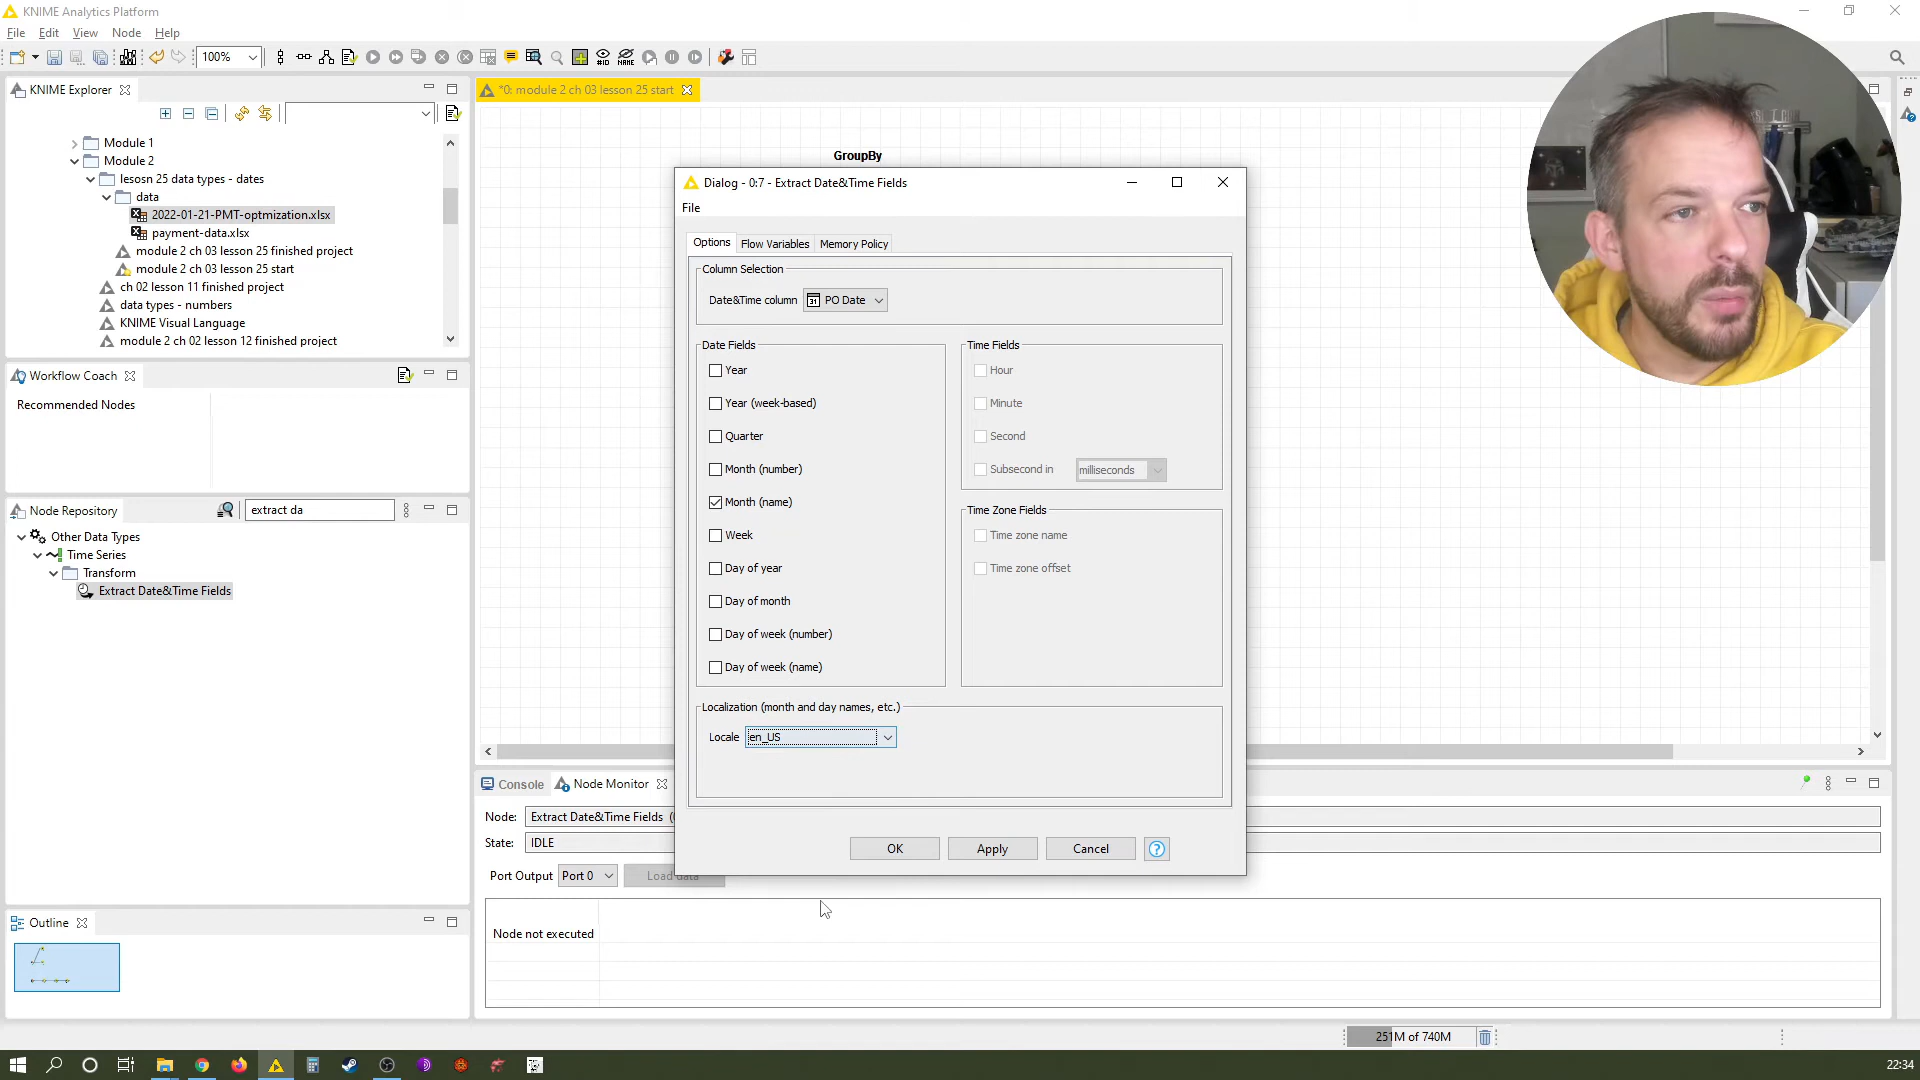 KNIME Analytics Platform
File Edit View Node Help
100%
#ID NAME
KNIME Explorer
*0: module 2 ch 03 lesson 25 start
Module 1
Module 2
lesosn 25 data types - dates
data
2022-01-21-PMT-optmization.xlsx
payment-data.xlsx
module 2 ch 03 lesson 25 finished project
module 2 ch 03 lesson 25 start
ch 02 lesson 11 finished project
data types - numbers
KNIME Visual Language
module 2 ch 02 lesson 12 finished project
Workflow Coach
Recommended Nodes
Node Repository
extract da
Other Data Types
Time Series
Transform
Extract Date&Time Fields
Outline
GroupBy
Dialog - 0:7 - Extract Date&Time Fields
File
Options Flow Variables Memory Policy
Column Selection
Date&Time column 31 PO Date
Date Fields
Year
Year (week-based)
Quarter
Month (number)
Month (name)
Week
Day of year
Day of month
Day of week (number)
Day of week (name)
Time Fields
Hour
Minute
Second
Subsecond in milliseconds
Time Zone Fields
Time zone name
Time zone offset
Localization (month and day names, etc.)
Locale en_US
OK Apply Cancel ?
Console Node Monitor
Node: Extract Date&Time Fields
State: IDLE
Port Output Port 0 Load data
Node not executed
251M of 740M
22:34